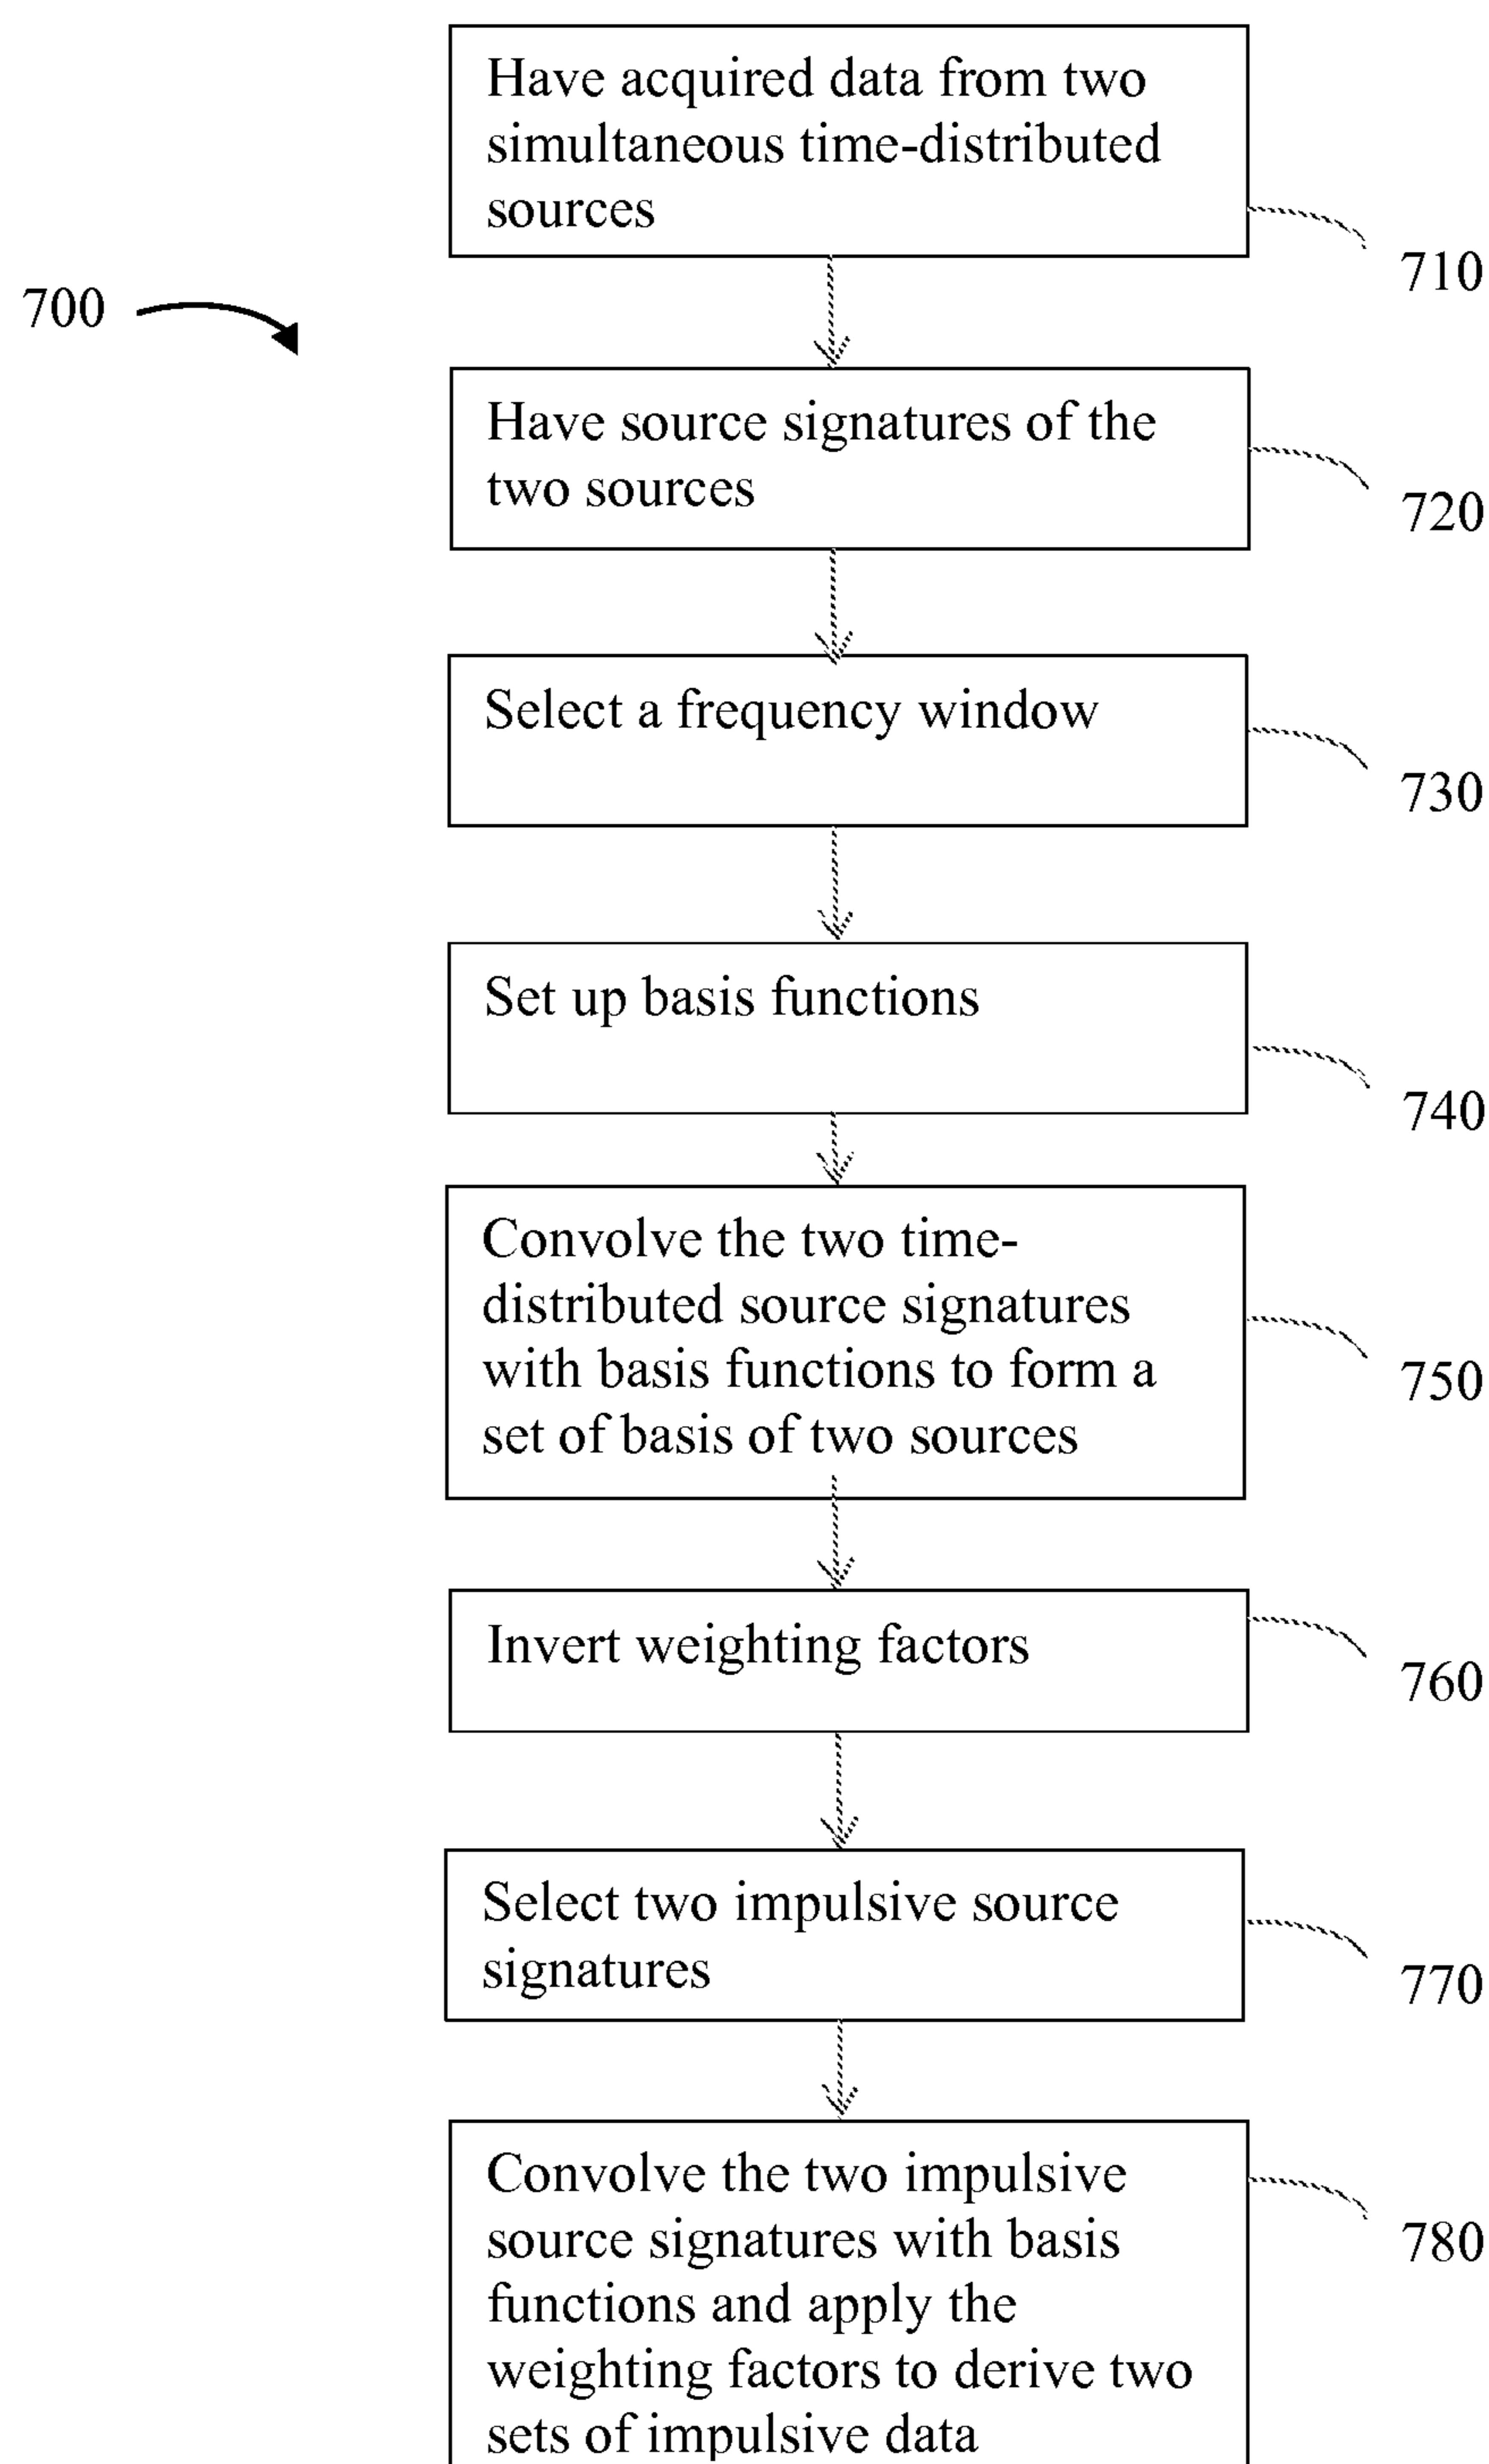 Have acquired data from two
simultaneous time-distributed
sources
710
700
Have source signatures of the
two sources
720
Select a frequency window
730
Set up basis functions
740
Convolve the two time-
distributed source signatures
with basis functions to form a
set of basis of two sources
750
Invert weighting factors
760
Select two impulsive source
signatures
770
Convolve the two impulsive
source signatures with basis
functions and apply the
weighting factors to derive two
sets of impulsive data
780